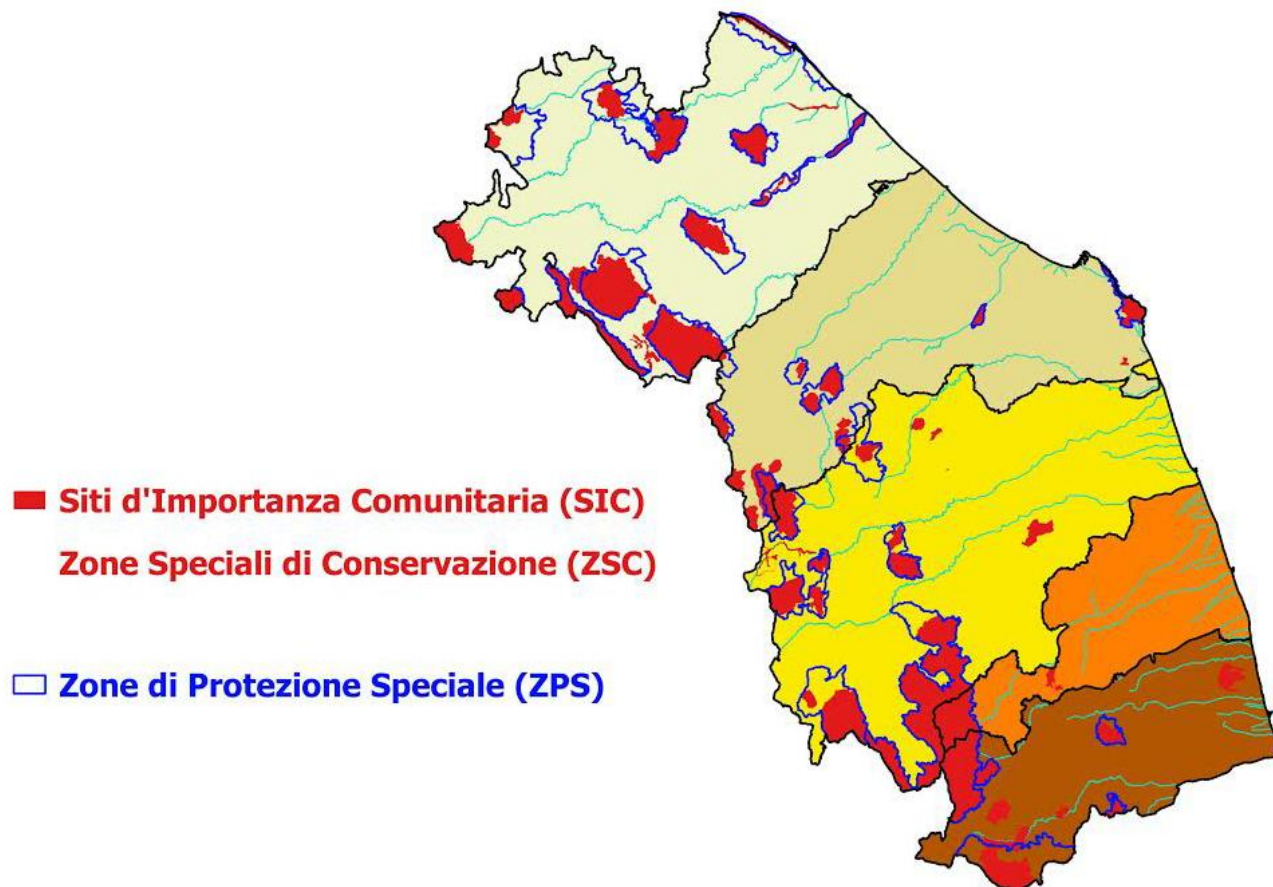 Siti d'Importanza Comunitaria (SIC)
Zone Speciali di Conservazione (ZSC)
Zone di Protezione Speciale (ZPS)